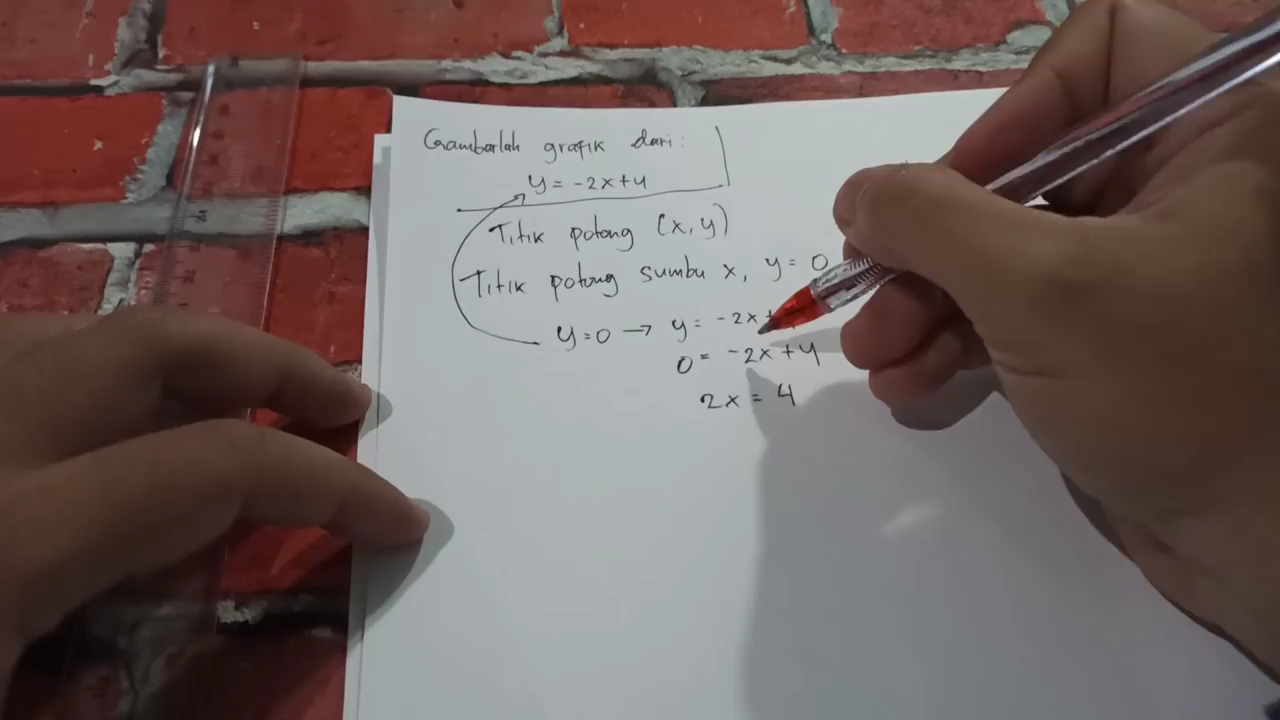 Gambarlah grafik dari:
y = -2x+4
Titik potong (x, y)
Titik potong sumbu x, y = 0
y=0 → y = -2x+
0 = -2x+4
2x = 4